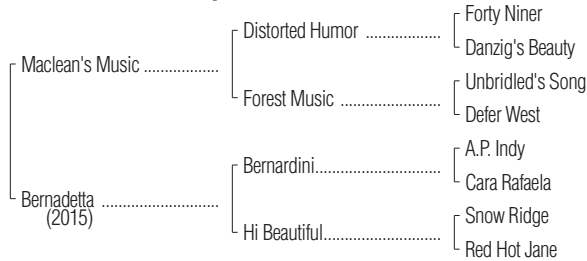 Forty Niner
Distorted Humor ..................
Danzig's Beauty
Maclean's Music ..................
Unbridled's Song
Forest Music ........................
Defer West
A.P. Indy
Bernardini..............................
Cara Rafaela
Bernadetta ............................
(2015)
Snow Ridge
Hi Beautiful............................
Red Hot Jane